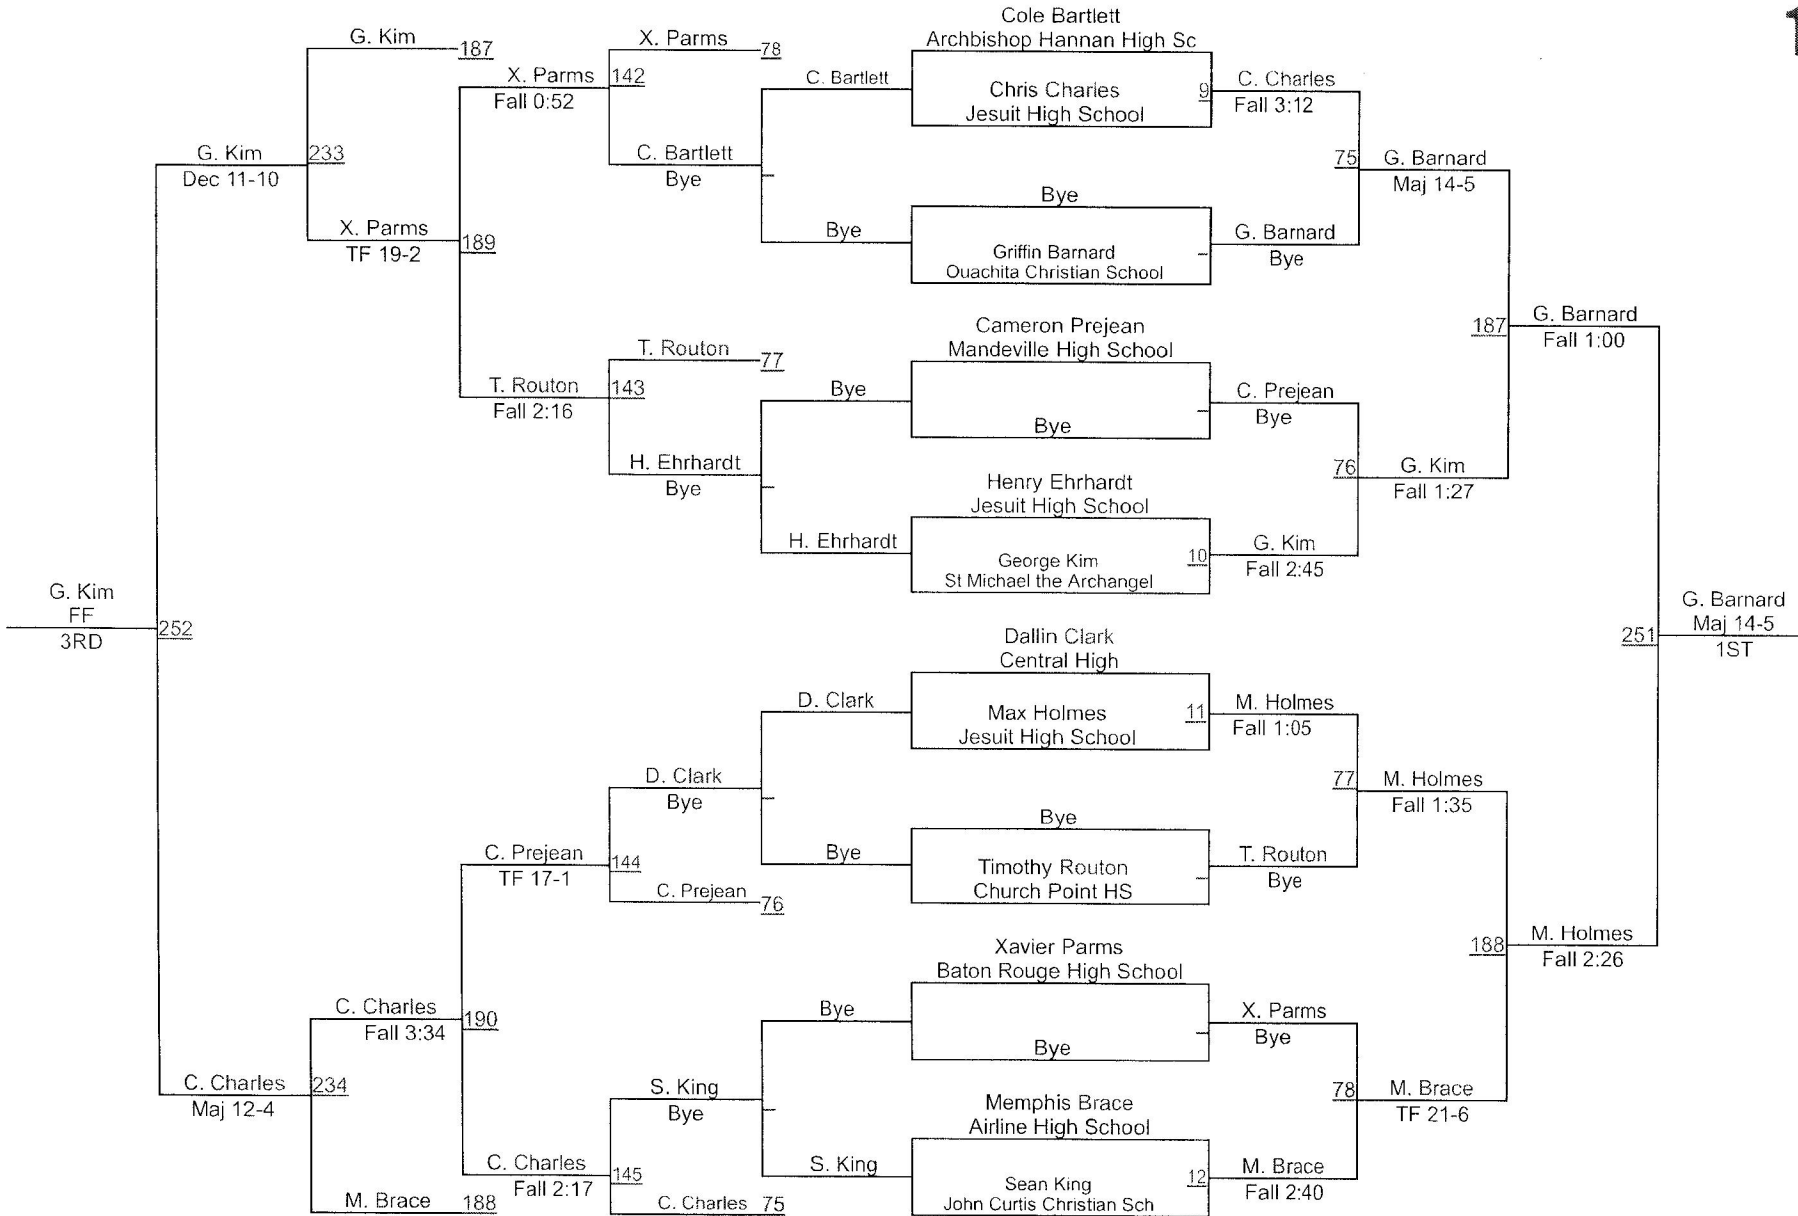 1
G. Kim
187
X. Parms
78
X. Parms
142
Fall 0:52
C. Bartlett
Cole Bartlett
Archbishop Hannan High Sc
Chris Charles
9
Jesuit High School
C. Charles
Fall 3:12
G. Kim
233
Dec 11-10
C. Bartlett
Bye
75
G. Barnard
Maj 14-5
X. Parms
189
TF 19-2
Bye
Bye
Griffin Barnard
Ouachita Christian School
G. Barnard
Bye
187
G. Barnard
Fall 1:00
T. Routon
77
T. Routon
143
Fall 2:16
Bye
Cameron Prejean
Mandeville High School
Bye
C. Prejean
Bye
H. Ehrhardt
Bye
76
G. Kim
Fall 1:27
H. Ehrhardt
Henry Ehrhardt
Jesuit High School
George Kim
10
St Michael the Archangel
G. Kim
Fall 2:45
G. Kim
FF
252
3RD
251
G. Barnard
Maj 14-5
1ST
D. Clark
Dallin Clark
Central High
Max Holmes
11
Jesuit High School
M. Holmes
Fall 1:05
D. Clark
Bye
77
M. Holmes
Fall 1:35
C. Prejean
144
TF 17-1
Bye
Bye
Timothy Routon
Church Point HS
T. Routon
Bye
C. Prejean
76
188
M. Holmes
Fall 2:26
C. Charles
190
Fall 3:34
Bye
Xavier Parms
Baton Rouge High School
Bye
X. Parms
Bye
C. Charles
234
Maj 12-4
S. King
Bye
78
M. Brace
TF 21-6
C. Charles
145
Fall 2:17
S. King
Memphis Brace
Airline High School
Sean King
12
John Curtis Christian Sch
M. Brace
Fall 2:40
M. Brace
188
C. Charles
75